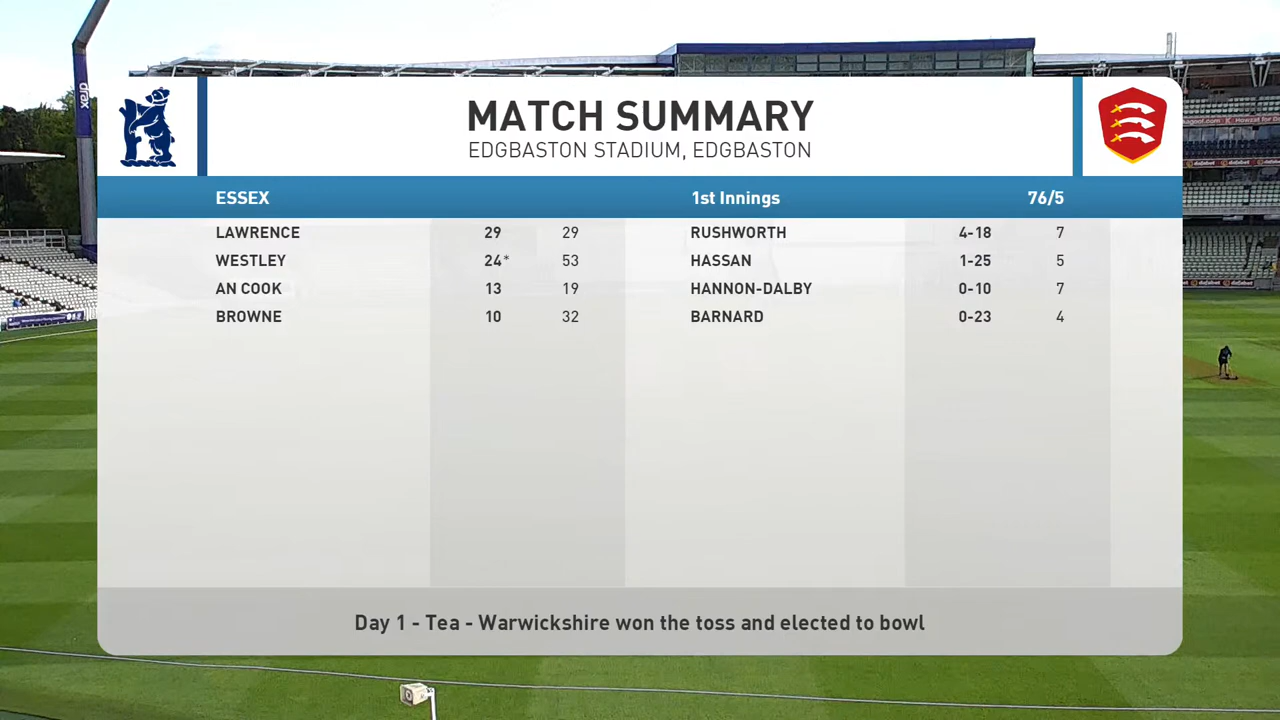 MATCH SUMMARY
EDGBASTON STADIUM, EDGBASTON
ESSEX 1st Innings 76/5
LAWRENCE 29 29 RUSHWORTH 4-18 7
WESTLEY 24* 53 HASSAN 1-25 5
AN COOK 13 19 HANNON-DALBY 0-10 7
BROWNE 10 32 BARNARD 0-23 4
Day 1 - Tea - Warwickshire won the toss and elected to bowl
drax
dafabet